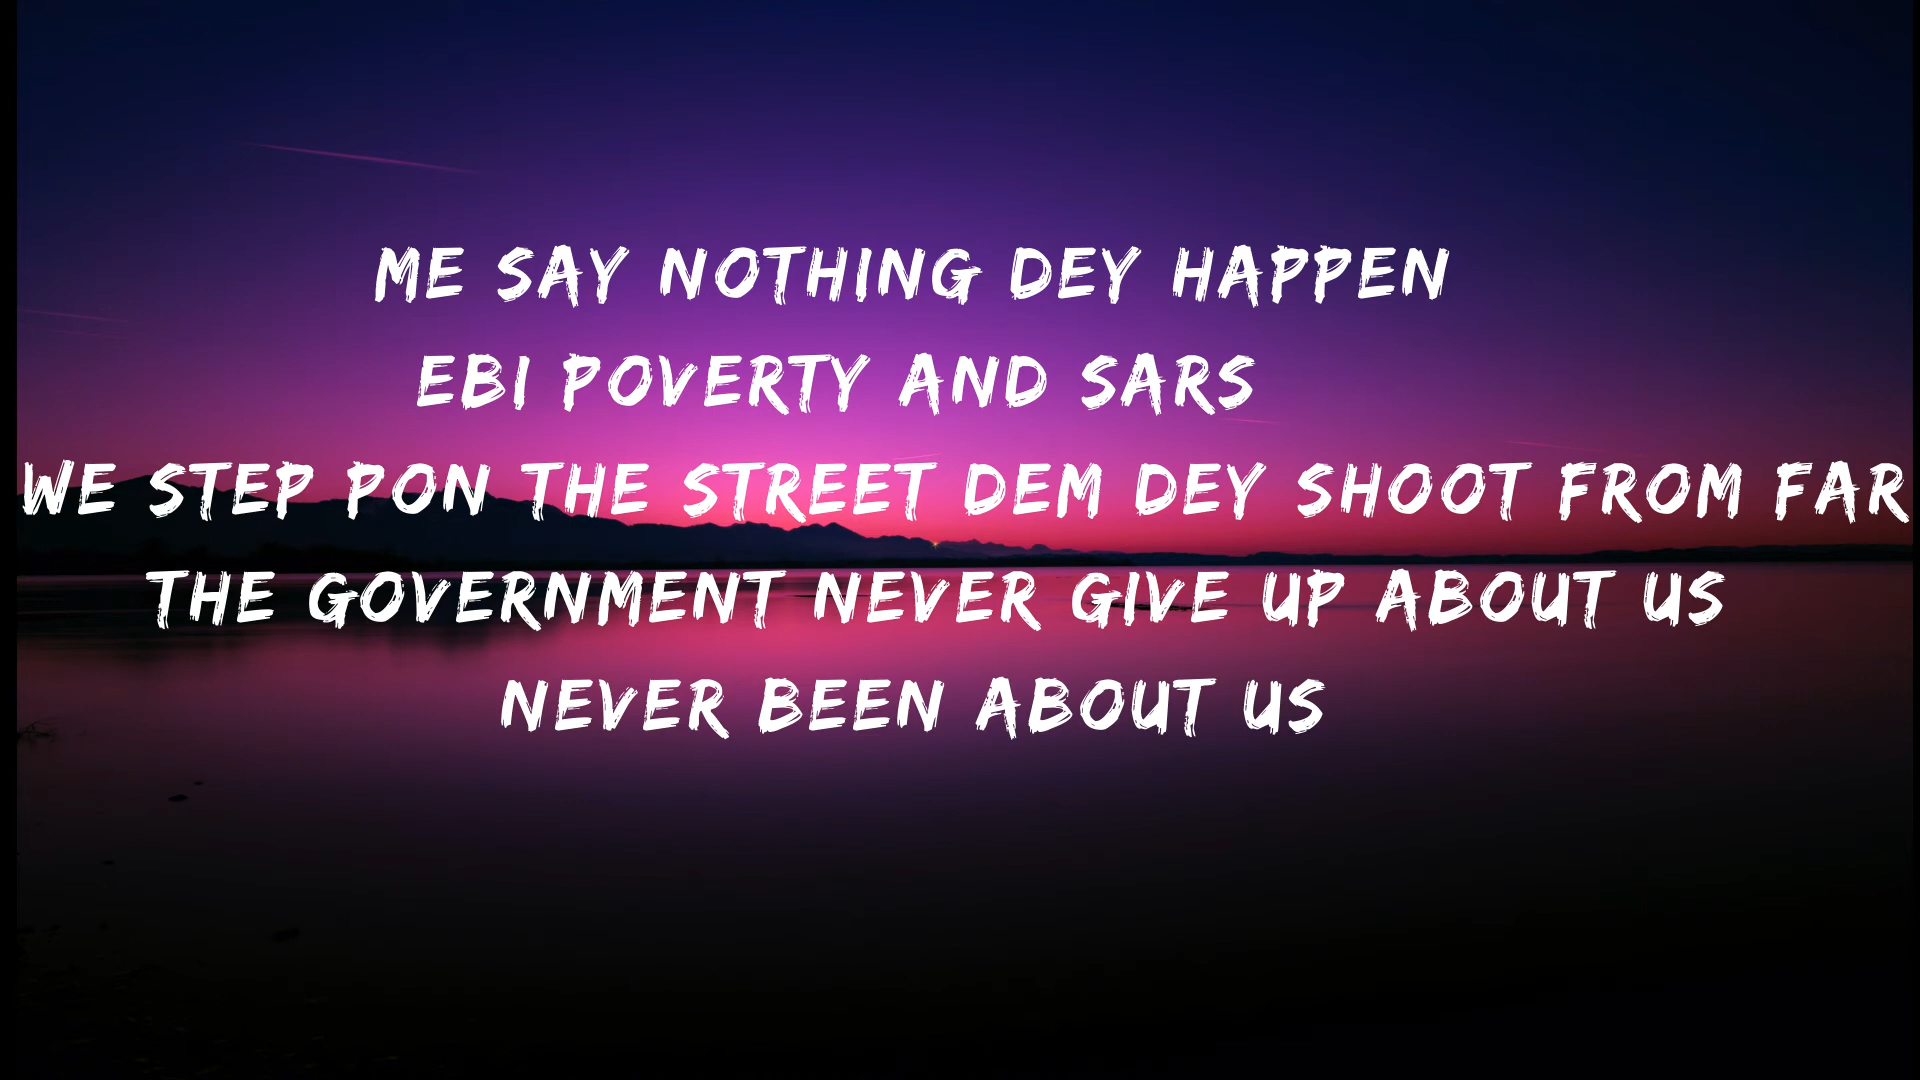 ME SAY NOTHING DEY HAPPEN
EBI POVERTY AND SARS
WE STEP PON THE STREET DEM DEY SHOOT FROM FAR
THE GOVERNMENT NEVER GIVE UP ABOUT US
NEVER BEEN ABOUT US